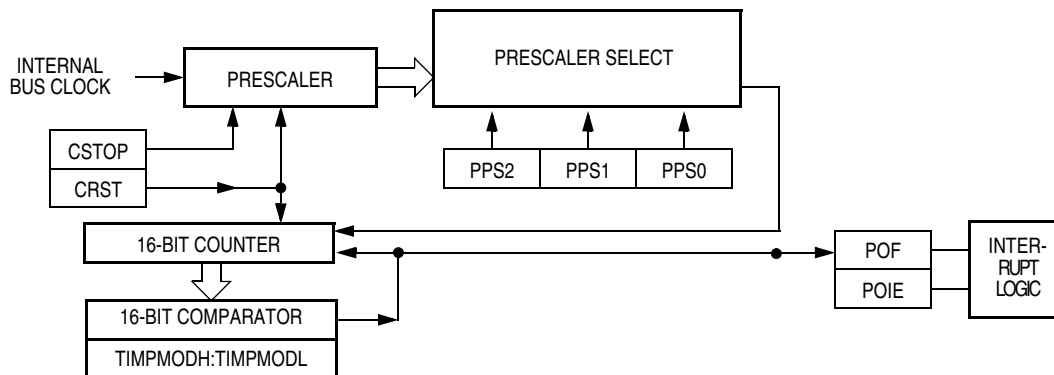 PRESCALER SELECT
INTERNAL
BUS CLOCK
PRESCALER
CSTOP
CRST
PPS2
PPS1
PPS0
16-BIT COUNTER
POF
POIE
INTER-
RUPT
LOGIC
16-BIT COMPARATOR
TIMPMODH:TIMPMODL